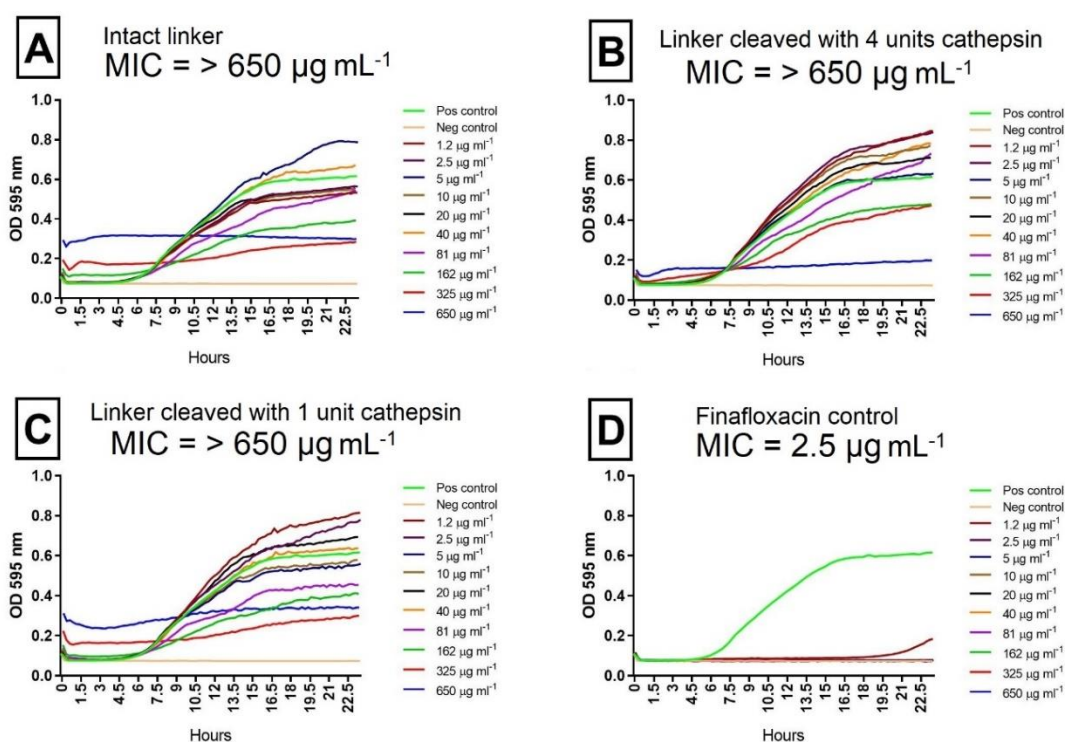 A
Intact linker
MIC = > 650 µg mL⁻¹
1.0
0.8
0.6
0.4
0.2
0.0
OD 595 nm
0
1.5
3
4.5
6
7.5
9
10.5
12
13.5
15
16.5
18
19.5
21
22.5
Hours
Pos control
Neg control
1.2 µg ml⁻¹
2.5 µg ml⁻¹
5 µg ml⁻¹
10 µg ml⁻¹
20 µg ml⁻¹
40 µg ml⁻¹
81 µg ml⁻¹
162 µg ml⁻¹
325 µg ml⁻¹
650 µg ml⁻¹
B
Linker cleaved with 4 units cathepsin
MIC = > 650 µg mL⁻¹
1.0
0.8
0.6
0.4
0.2
0.0
OD 595 nm
0
1.5
3
4.5
6
7.5
9
10.5
12
13.5
15
16.5
18
19.5
21
22.5
Hours
Pos control
Neg control
1.2 µg ml⁻¹
2.5 µg ml⁻¹
5 µg ml⁻¹
10 µg ml⁻¹
20 µg ml⁻¹
40 µg ml⁻¹
81 µg ml⁻¹
162 µg ml⁻¹
325 µg ml⁻¹
650 µg ml⁻¹
C
Linker cleaved with 1 unit cathepsin
MIC = > 650 µg mL⁻¹
1.0
0.8
0.6
0.4
0.2
0.0
OD 595 nm
0
1.5
3
4.5
6
7.5
9
10.5
12
13.5
15
16.5
18
19.5
21
22.5
Hours
Pos control
Neg control
1.2 µg ml⁻¹
2.5 µg ml⁻¹
5 µg ml⁻¹
10 µg ml⁻¹
20 µg ml⁻¹
40 µg ml⁻¹
81 µg ml⁻¹
162 µg ml⁻¹
325 µg ml⁻¹
650 µg ml⁻¹
D
Finafloxacin control
MIC = 2.5 µg mL⁻¹
1.0
0.8
0.6
0.4
0.2
0.0
OD 595 nm
0
1.5
3
4.5
6
7.5
9
10.5
12
13.5
15
16.5
18
19.5
21
22.5
Hours
Pos control
Neg control
1.2 µg ml⁻¹
2.5 µg ml⁻¹
5 µg ml⁻¹
10 µg ml⁻¹
20 µg ml⁻¹
40 µg ml⁻¹
81 µg ml⁻¹
162 µg ml⁻¹
325 µg ml⁻¹
650 µg ml⁻¹